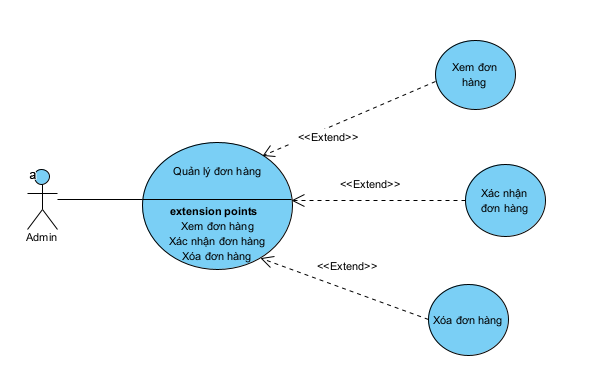 Xem đơn
hàng
<<Extend>>
Quản lý đơn hàng
<<Extend>>
Xác nhận
đơn hàng
a
Admin
extension points
Xem đơn hàng
Xác nhận đơn hàng
Xóa đơn hàng
<<Extend>>
Xóa đơn hàng